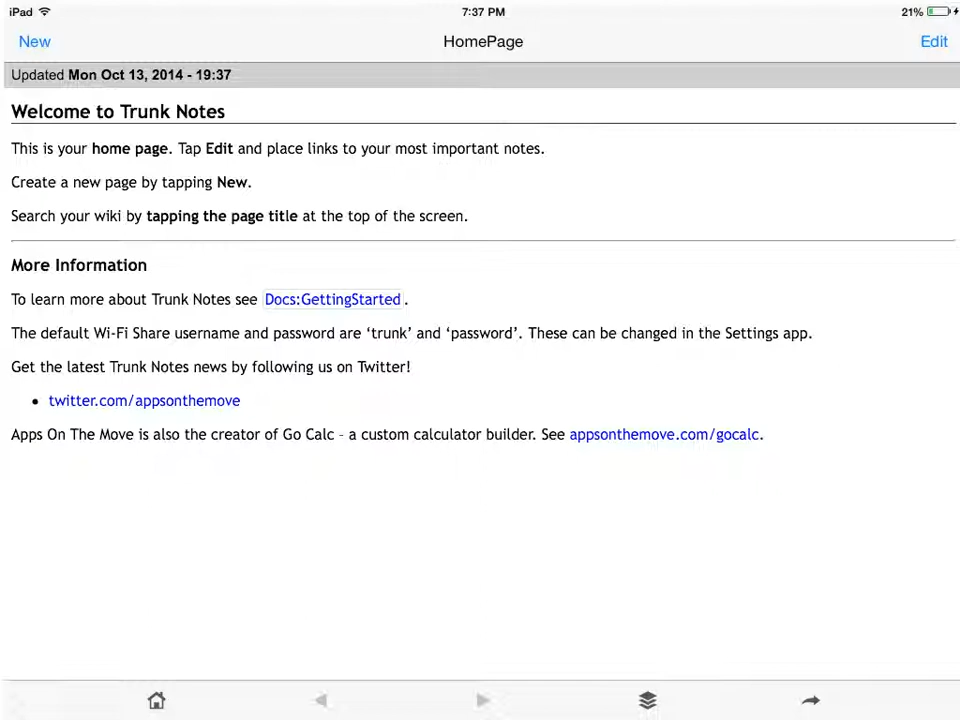 iPad 7:37 PM 21%
New HomePage Edit
Updated Mon Oct 13, 2014 - 19:37
Welcome to Trunk Notes
This is your home page. Tap Edit and place links to your most important notes.
Create a new page by tapping New.
Search your wiki by tapping the page title at the top of the screen.
More Information
To learn more about Trunk Notes see Docs:GettingStarted.
The default Wi-Fi Share username and password are ‘trunk’ and ‘password’. These can be changed in the Settings app.
Get the latest Trunk Notes news by following us on Twitter!
• twitter.com/appsonthemove
Apps On The Move is also the creator of Go Calc – a custom calculator builder. See appsonthemove.com/gocalc.